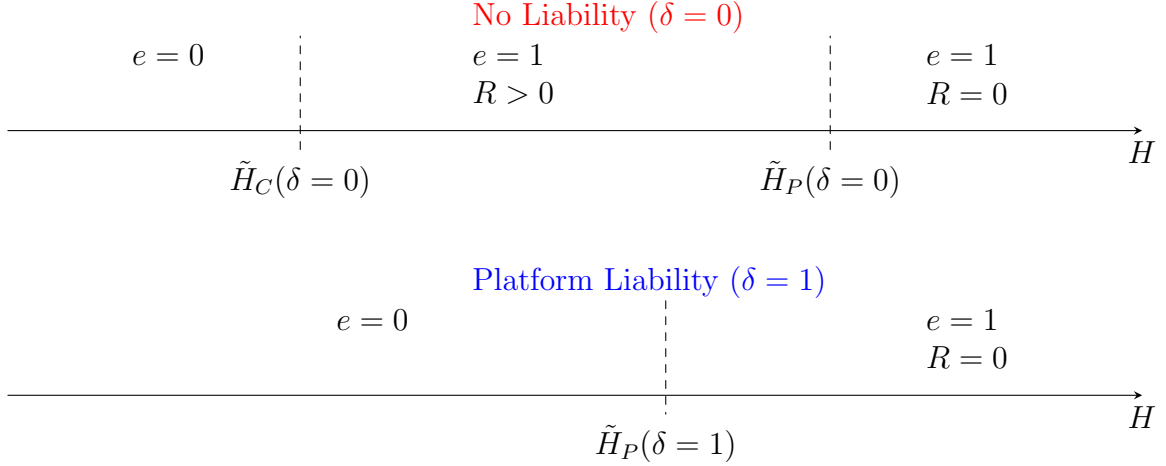 No Liability (δ = 0)
e = 0
e = 1
e = 1
R > 0
R = 0
H
H̃_C(δ = 0)
H̃_P(δ = 0)
Platform Liability (δ = 1)
e = 0
e = 1
R = 0
H
H̃_P(δ = 1)